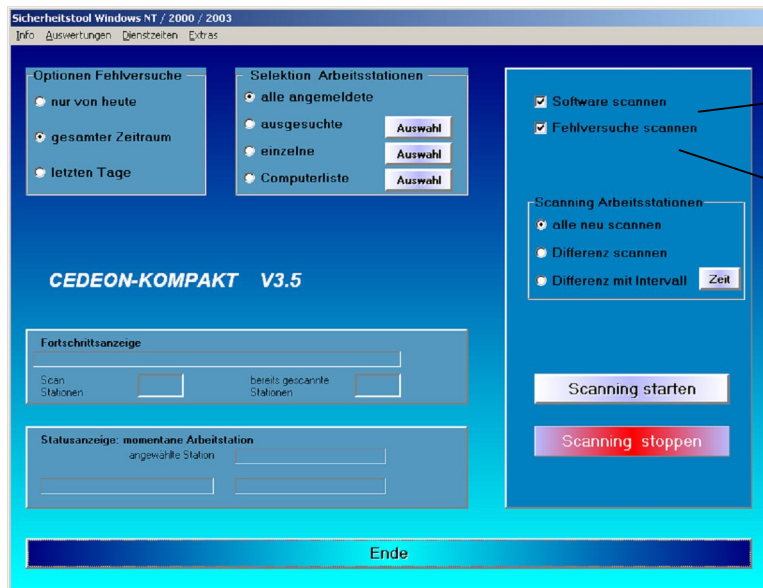 Sicherheitstool Windows NT / 2000 / 2003
Info Auswertungen Dienstzeiten Extras
Optionen Fehlversuche
nur von heute
gesamter Zeitraum
letzten Tage
Selektion Arbeitsstationen
alle angemeldete
ausgesuchte Auswahl
einzelne Auswahl
Computerliste Auswahl
Software scannen
Fehlversuche scannen
Scanning Arbeitsstationen
alle neu scannen
Differenz scannen
Differenz mit Intervall Zeit
CEDEON-KOMPAKT V3.5
Fortschrittsanzeige
Scan Stationen
bereits gescannte Stationen
Scanning starten
Statusanzeige: momentane Arbeitstation
angewählte Station
Scanning stoppen
Ende